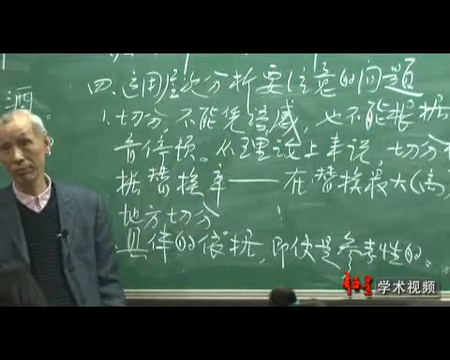 酒。
四.运用层次分析要注意的问题
1.切分,不能凭语感,也不能根据
音停顿。从理论上来说,切分
据替换率——在替换最大(高)
地方切分
具体的依据,即使是参考性的。
学术视频